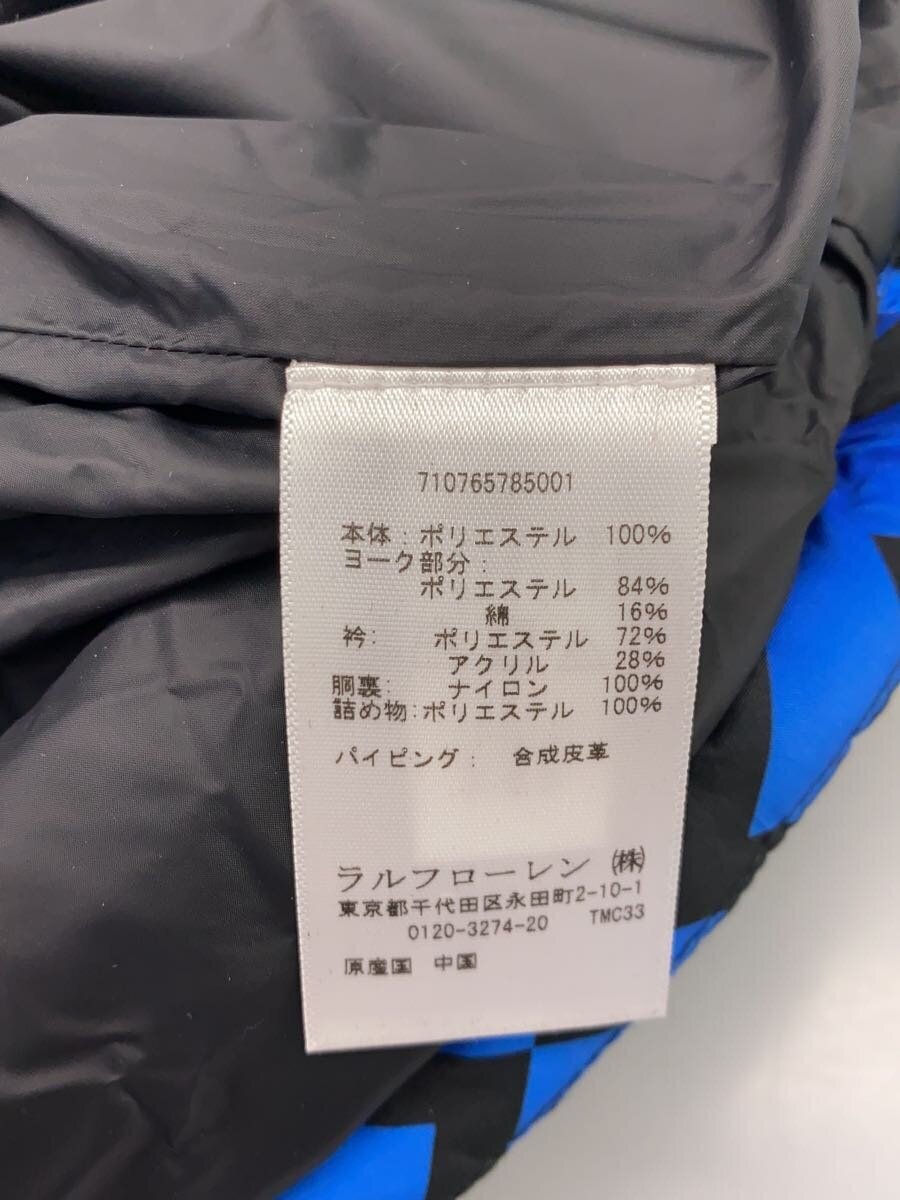 710765785001
本体:ポリエステル 100%
ヨーク部分:
ポリエステル 84%
綿 16%
衿: ポリエステル 72%
アクリル 28%
胴裏: ナイロン 100%
詰め物:ポリエステル 100%
パイピング: 合成皮革
ラルフローレン ㈱
東京都千代田区永田町2-10-1
0120-3274-20 TMC33
原産国 中国